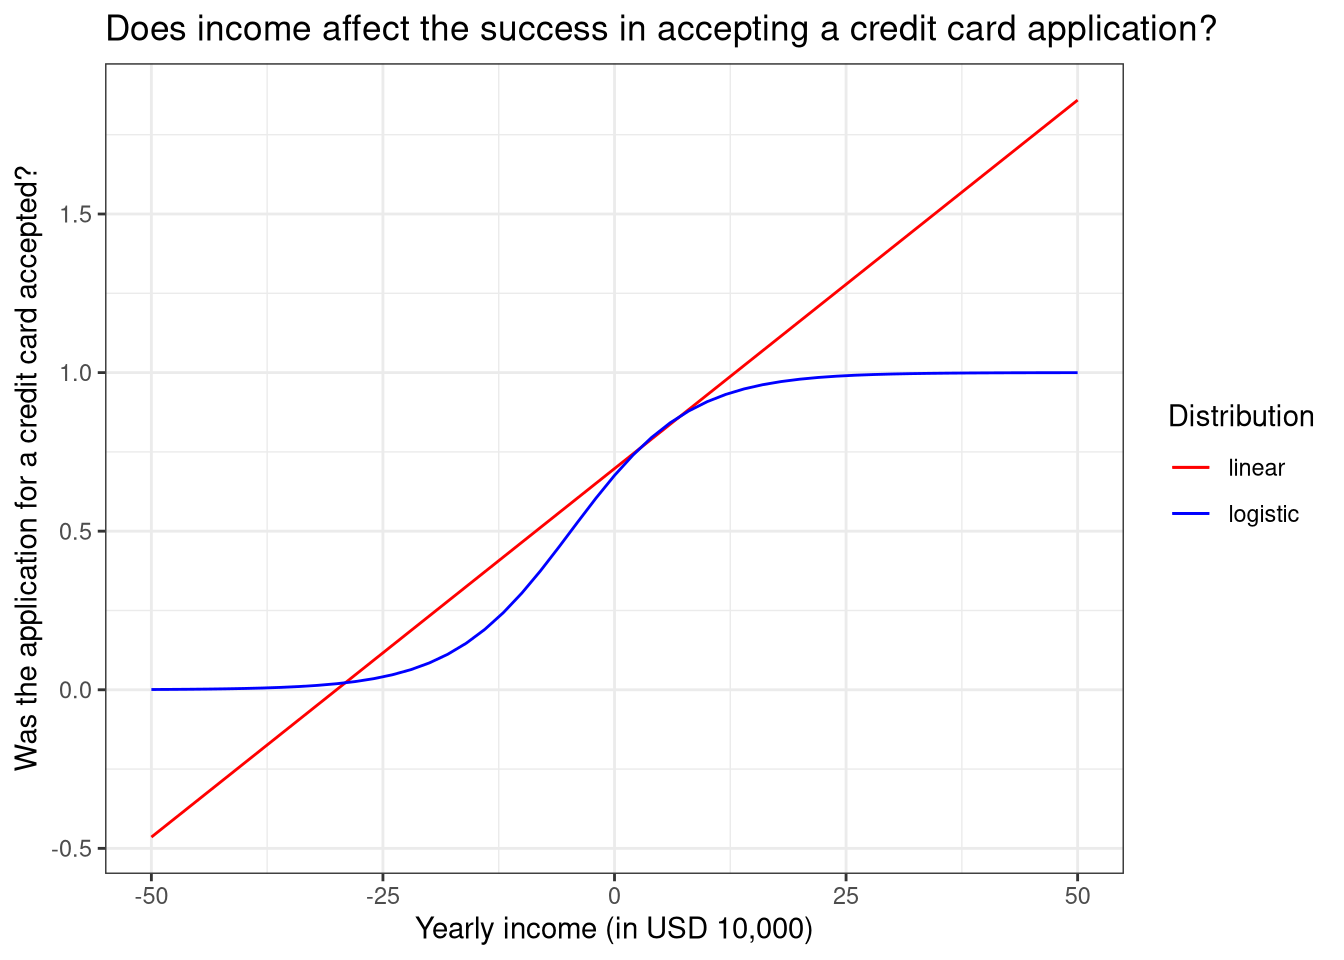 Does income affect the success in accepting a credit card application?
Was the application for a credit card accepted?
1.5
1.0
0.5
0.0
-0.5
-50
-25
0
25
50
Yearly income (in USD 10,000)
Distribution
linear
logistic